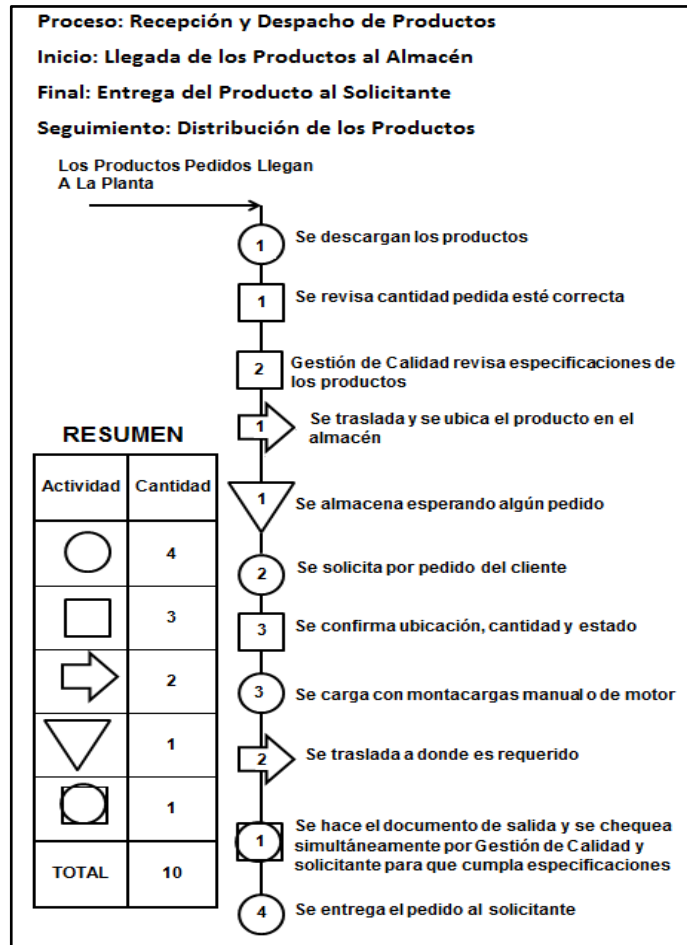 Proceso: Recepción y Despacho de Productos
Inicio: Llegada de los Productos al Almacén
Final: Entrega del Producto al Solicitante
Seguimiento: Distribución de los Productos
Los Productos Pedidos Llegan
A La Planta
1 Se descargan los productos
1 Se revisa cantidad pedida esté correcta
2 Gestión de Calidad revisa especificaciones de
los productos
1 Se traslada y se ubica el producto en el
almacén
1 Se almacena esperando algún pedido
2 Se solicita por pedido del cliente
3 Se confirma ubicación, cantidad y estado
3 Se carga con montacargas manual o de motor
2 Se traslada a donde es requerido
1 Se hace el documento de salida y se chequea
simultáneamente por Gestión de Calidad y
solicitante para que cumpla especificaciones
4 Se entrega el pedido al solicitante
RESUMEN
Actividad Cantidad
4
3
2
1
1
TOTAL 10